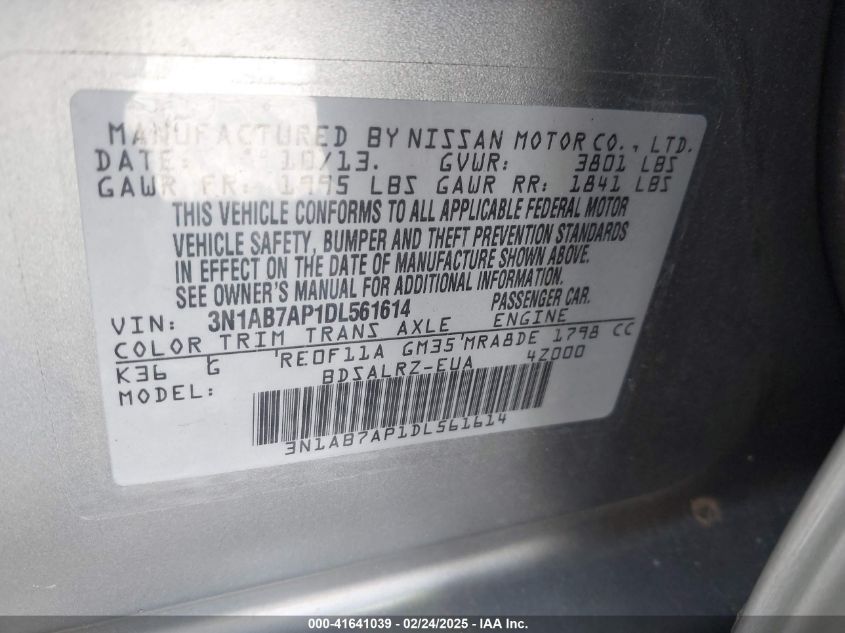 MANUFACTURED BY NISSAN MOTOR CO., LTD.
DATE: 10/13. GVWR: 3801 LBS
GAWR FR: 1995 LBS GAWR RR: 1841 LBS
THIS VEHICLE CONFORMS TO ALL APPLICABLE FEDERAL MOTOR
VEHICLE SAFETY, BUMPER AND THEFT PREVENTION STANDARDS
IN EFFECT ON THE DATE OF MANUFACTURE SHOWN ABOVE.
SEE OWNER'S MANUAL FOR ADDITIONAL INFORMATION.
VIN: 3N1AB7AP1DL561614 PASSENGER CAR.
COLOR TRIM TRANS AXLE ENGINE
K36 G RE0F11A GM35 MRA8DE 1798 CC
MODEL: BDSALRZ-EUA 4Z000
3N1AB7AP1DL561614
000-41641039 - 02/24/2025 - IAA Inc.